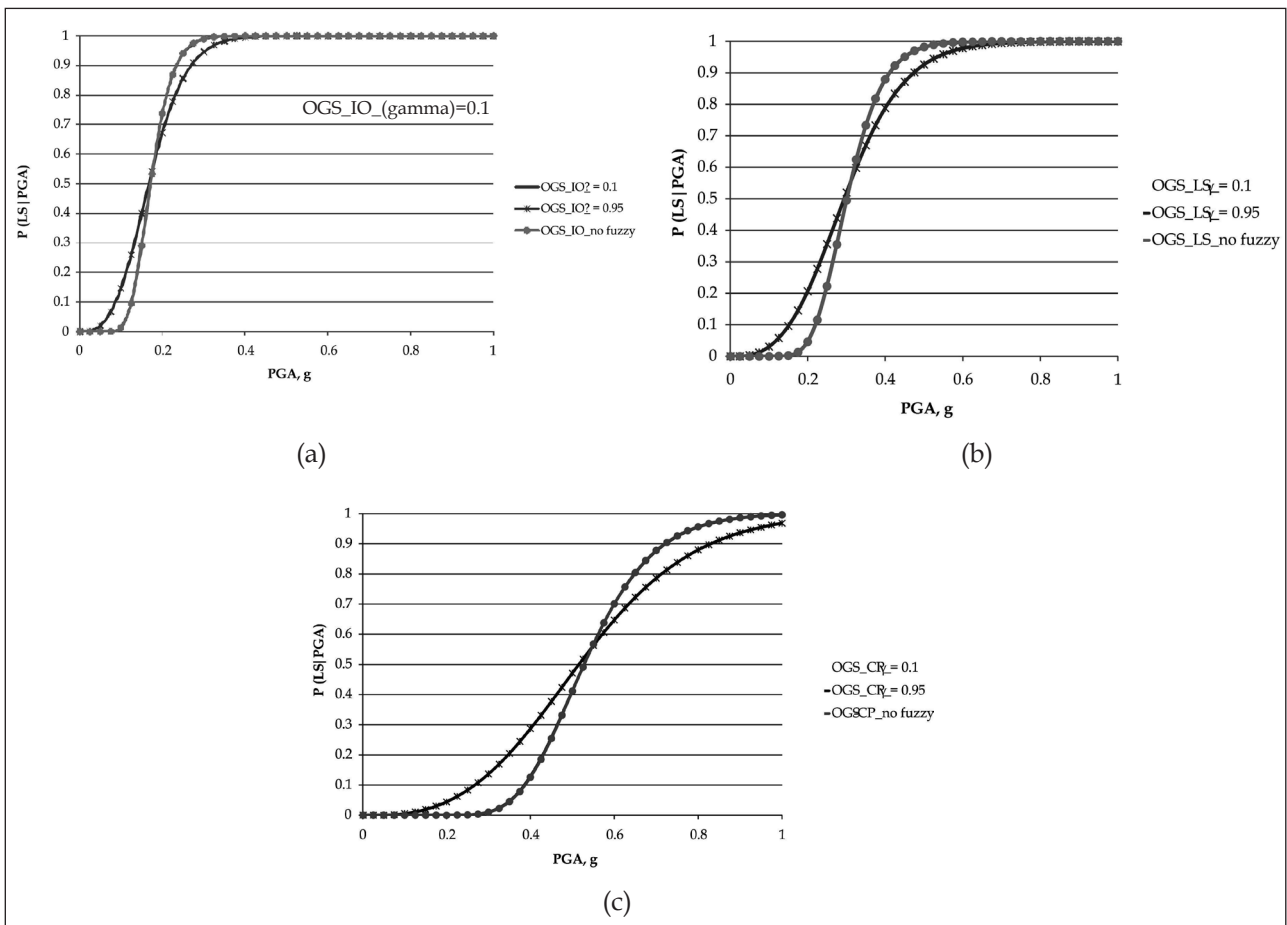 1
0.9
0.8
0.7
0.6
0.5
0.4
0.3
0.2
0.1
0
P (LS|PGA)
0 0.2 0.4 0.6 0.8 1
PGA, g
OGS_IO_(gamma)=0.1
OGS_IO? = 0.1
OGS_IO? = 0.95
OGS_IO_no fuzzy
(a)
1
0.9
0.8
0.7
0.6
0.5
0.4
0.3
0.2
0.1
0
P (LS|PGA)
0 0.2 0.4 0.6 0.8 1
PGA, g
OGS_LSγ_= 0.1
OGS_LSγ_= 0.95
OGS_LS_no fuzzy
(b)
1
0.9
0.8
0.7
0.6
0.5
0.4
0.3
0.2
0.1
0
P (LS|PGA)
0 0.2 0.4 0.6 0.8 1
PGA, g
OGS_CPγ_= 0.1
OGS_CPγ_= 0.95
OGS-CP_no fuzzy
(c)